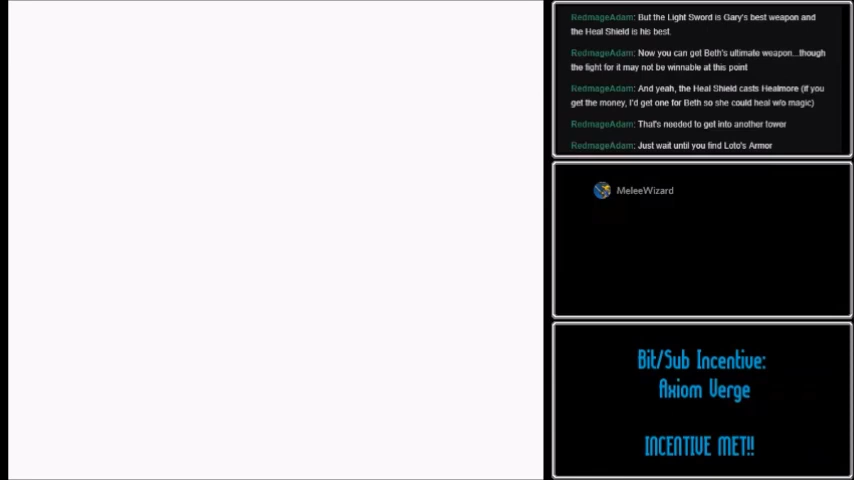 RedmageAdam: But the Light Sword is Gary's best weapon and
the Heal Shield is his best.
RedmageAdam: Now you can get Beth's ultimate weapon...though
the fight for it may not be winnable at this point
RedmageAdam: And yeah, the Heal Shield casts Healmore (if you
get the money, I'd get one for Beth so she could heal w/o magic)
RedmageAdam: That's needed to get into another tower
RedmageAdam: Just wait until you find Loto's Armor
MeleeWizard
Bit/Sub Incentive:
Axiom Verge
INCENTIVE MET!!